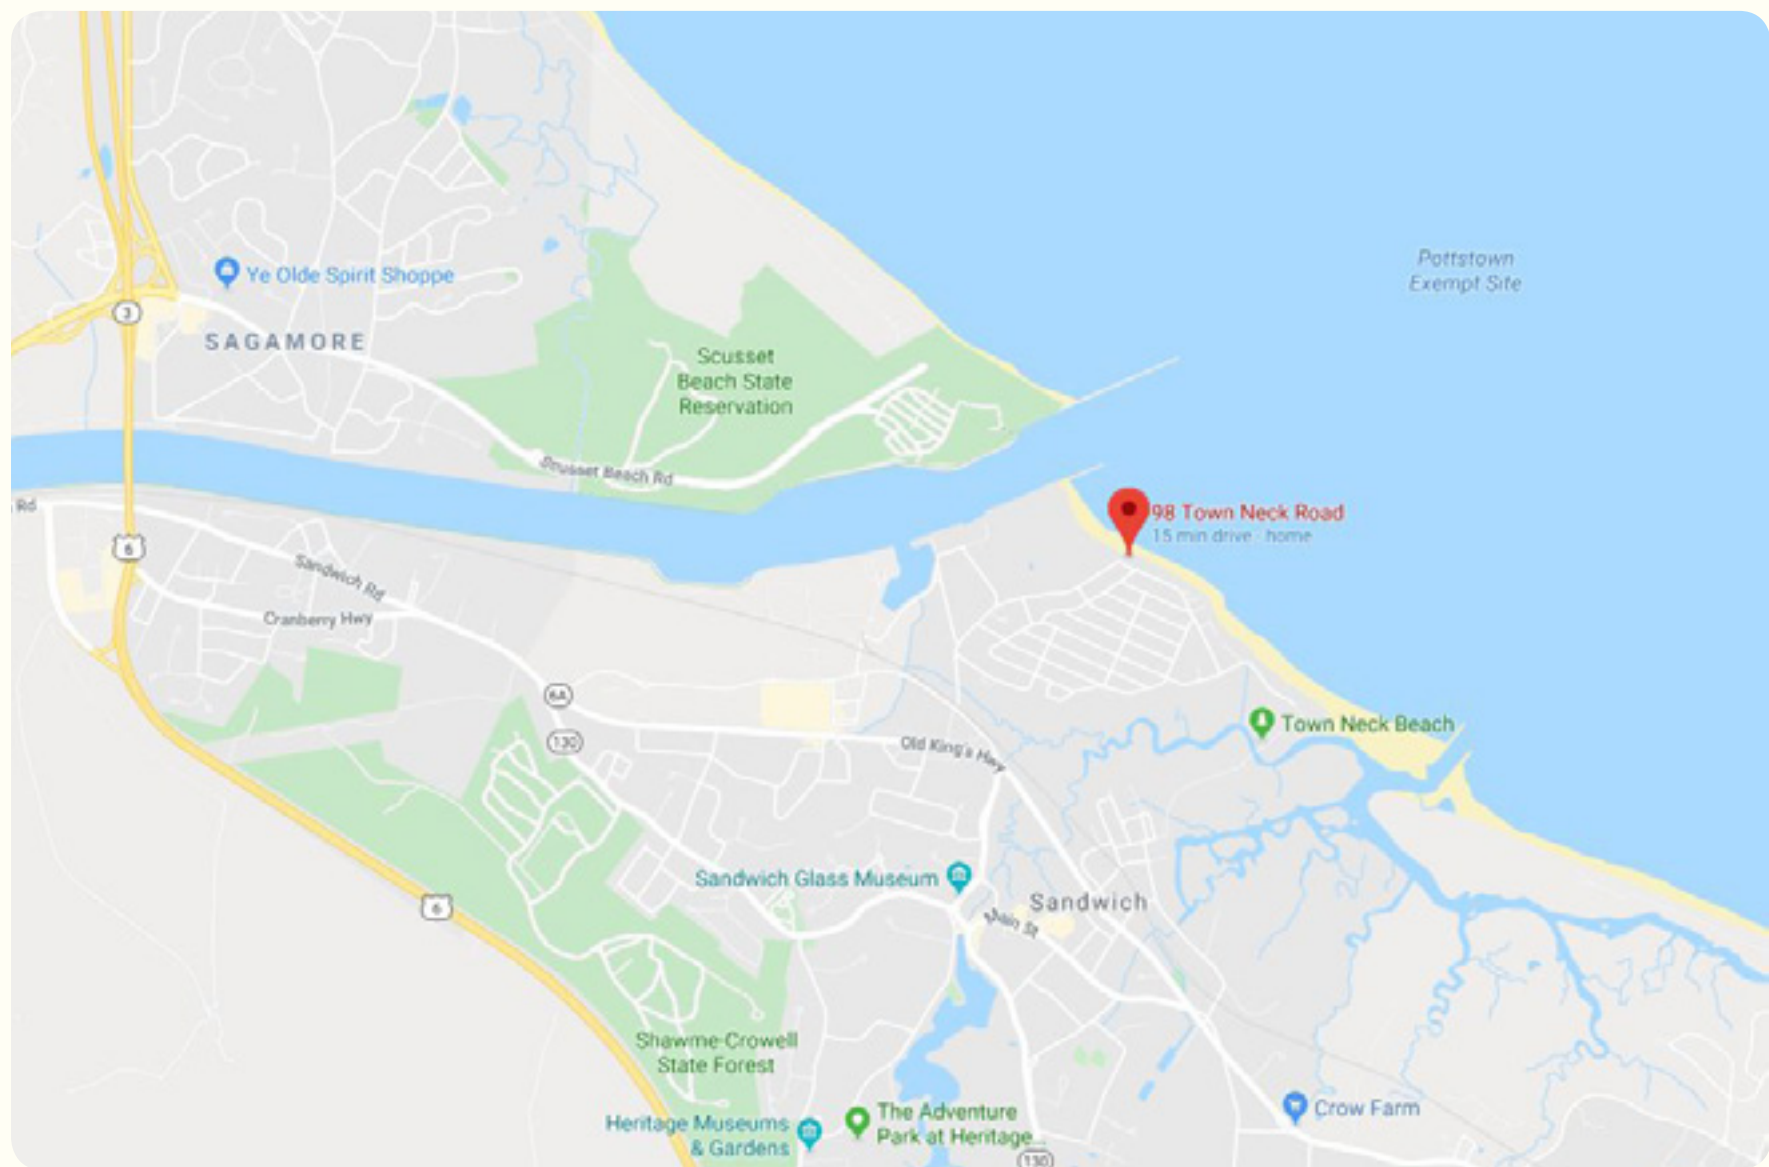 Pottstown
Exempt Site
Ye Olde Spirit Shoppe
3
SAGAMORE
Scusset
Beach State
Reservation
Scusset Beach Rd
Rd
98 Town Neck Road
15 min drive · home
6
Sandwich Rd
Cranberry Hwy
6A
130
Old King's Hwy
Town Neck Beach
Sandwich Glass Museum
Sandwich
Main St
6
Shawme-Crowell
State Forest
Heritage Museums
& Gardens
The Adventure
Park at Heritage...
Crow Farm
130